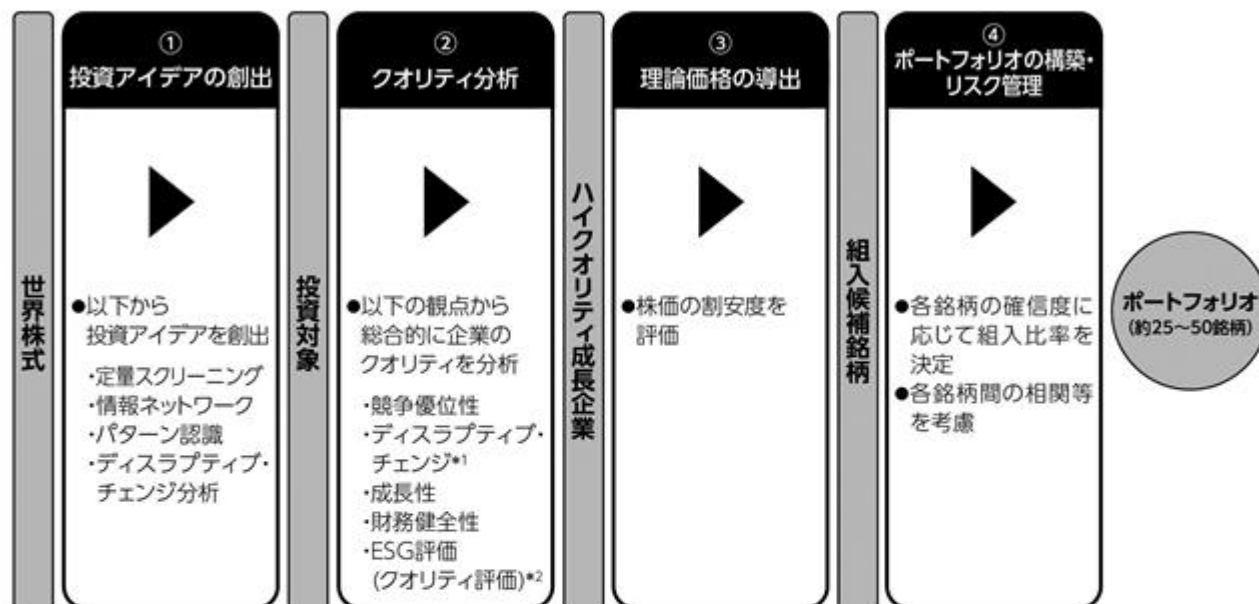 世界株式
①
投資アイデアの創出
●以下から
投資アイデアを創出
・定量スクリーニング
・情報ネットワーク
・パターン認識
・ディスラプティブ・
チェンジ分析
投資対象
②
クオリティ分析
●以下の観点から
総合的に企業の
クオリティを分析
・競争優位性
・ディスラプティブ・
チェンジ*1
・成長性
・財務健全性
・ESG評価
(クオリティ評価)*2
ハイクオリティ成長企業
③
理論価格の導出
●株価の割安度を
評価
組入候補銘柄
④
ポートフォリオの構築・
リスク管理
●各銘柄の確信度に
応じて組入比率を
決定
●各銘柄間の相関等
を考慮
ポートフォリオ
(約25～50銘柄)